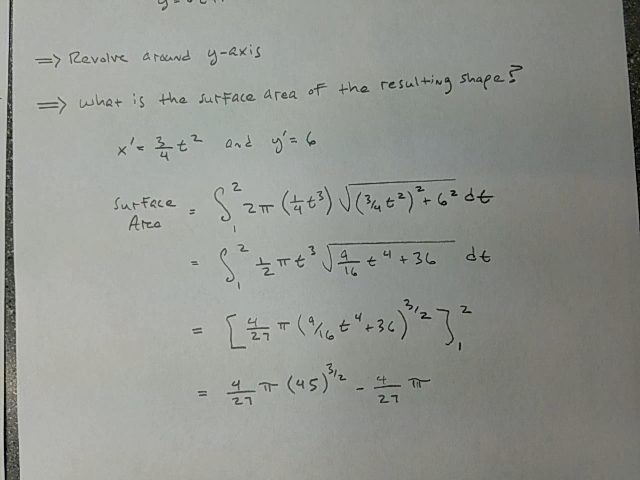 ⇒ Revolve around y-axis
⇒ What is the surface area of the resulting shape?
x' = 3/4 t² and y' = 6
Surface Area = ∫₁² 2π (1/4 t³) √((3/4 t²)² + 6²) dt
= ∫₁² 1/2 π t³ √(9/16 t⁴ + 36) dt
= [4/27 π (9/16 t⁴ + 36)^(3/2)]₁²
= 4/27 π (45)^(3/2) - 4/27 π